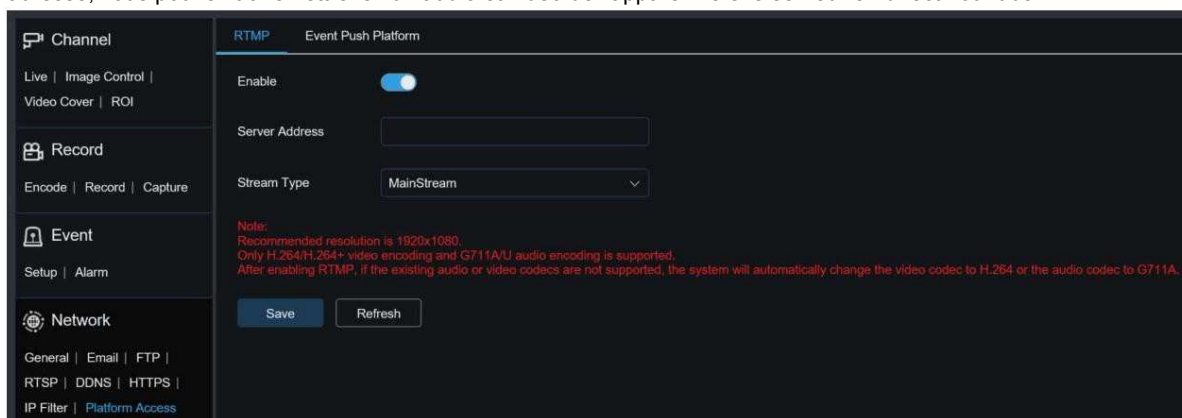 Channel
Live | Image Control |
Video Cover | ROI
Record
Encode | Record | Capture
Event
Setup | Alarm
Network
General | Email | FTP |
RTSP | DDNS | HTTPS |
IP Filter | Platform Access
RTMP Event Push Platform
Enable
Server Address
Stream Type MainStream
Note:
Recommended resolution is 1920x1080.
Only H.264/H.264+ video encoding and G711A/U audio encoding is supported.
After enabling RTMP, if the existing audio or video codecs are not supported, the system will automatically change the video codec to H.264 or the audio codec to G711A.
Save Refresh